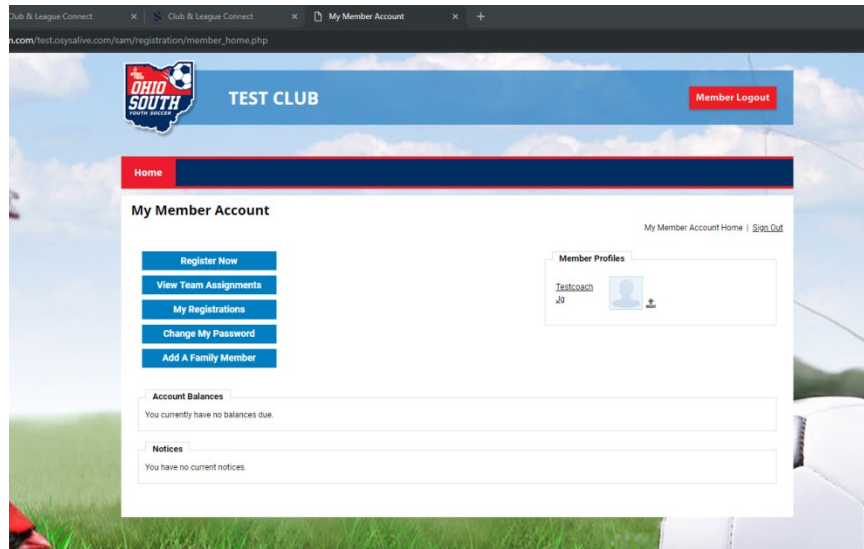 Club & League Connect
Club & League Connect
My Member Account
n.com/test.osysalive.com/sam/registration/member_home.php
OHIO
SOUTH
YOUTH SOCCER
TEST CLUB
Member Logout
Home
My Member Account
My Member Account Home | Sign Out
Register Now
View Team Assignments
My Registrations
Change My Password
Add A Family Member
Member Profiles
Testcoach
Jg
Account Balances
You currently have no balances due.
Notices
You have no current notices.